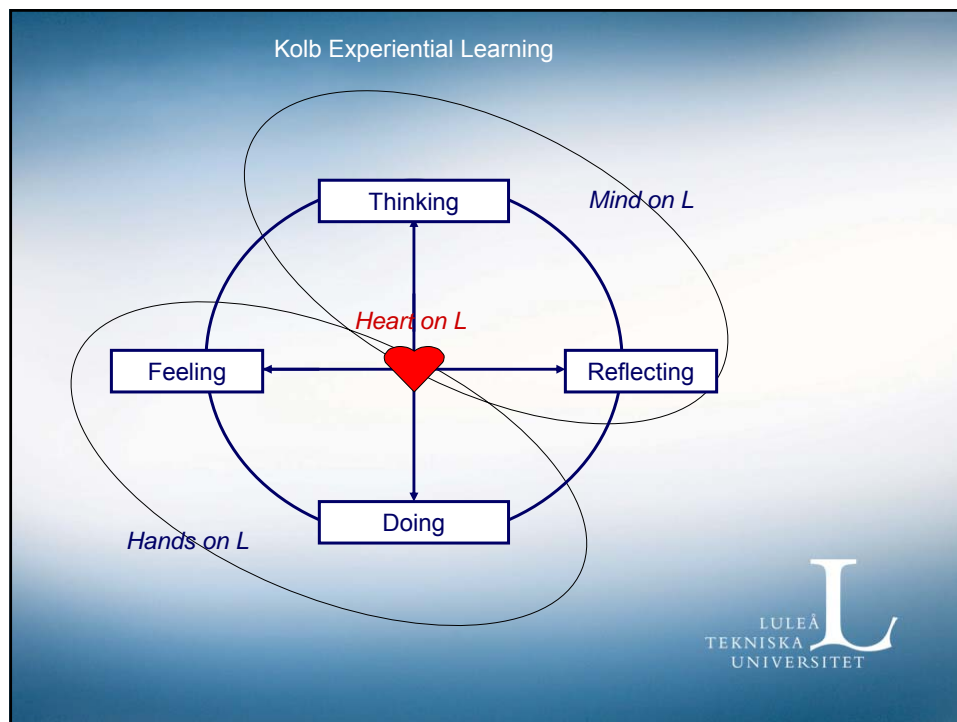 Kolb Experiential Learning
Thinking
Mind on L
Heart on L
Feeling
Reflecting
Doing
Hands on L
LULEÅ
TEKNISKA
UNIVERSITET
L